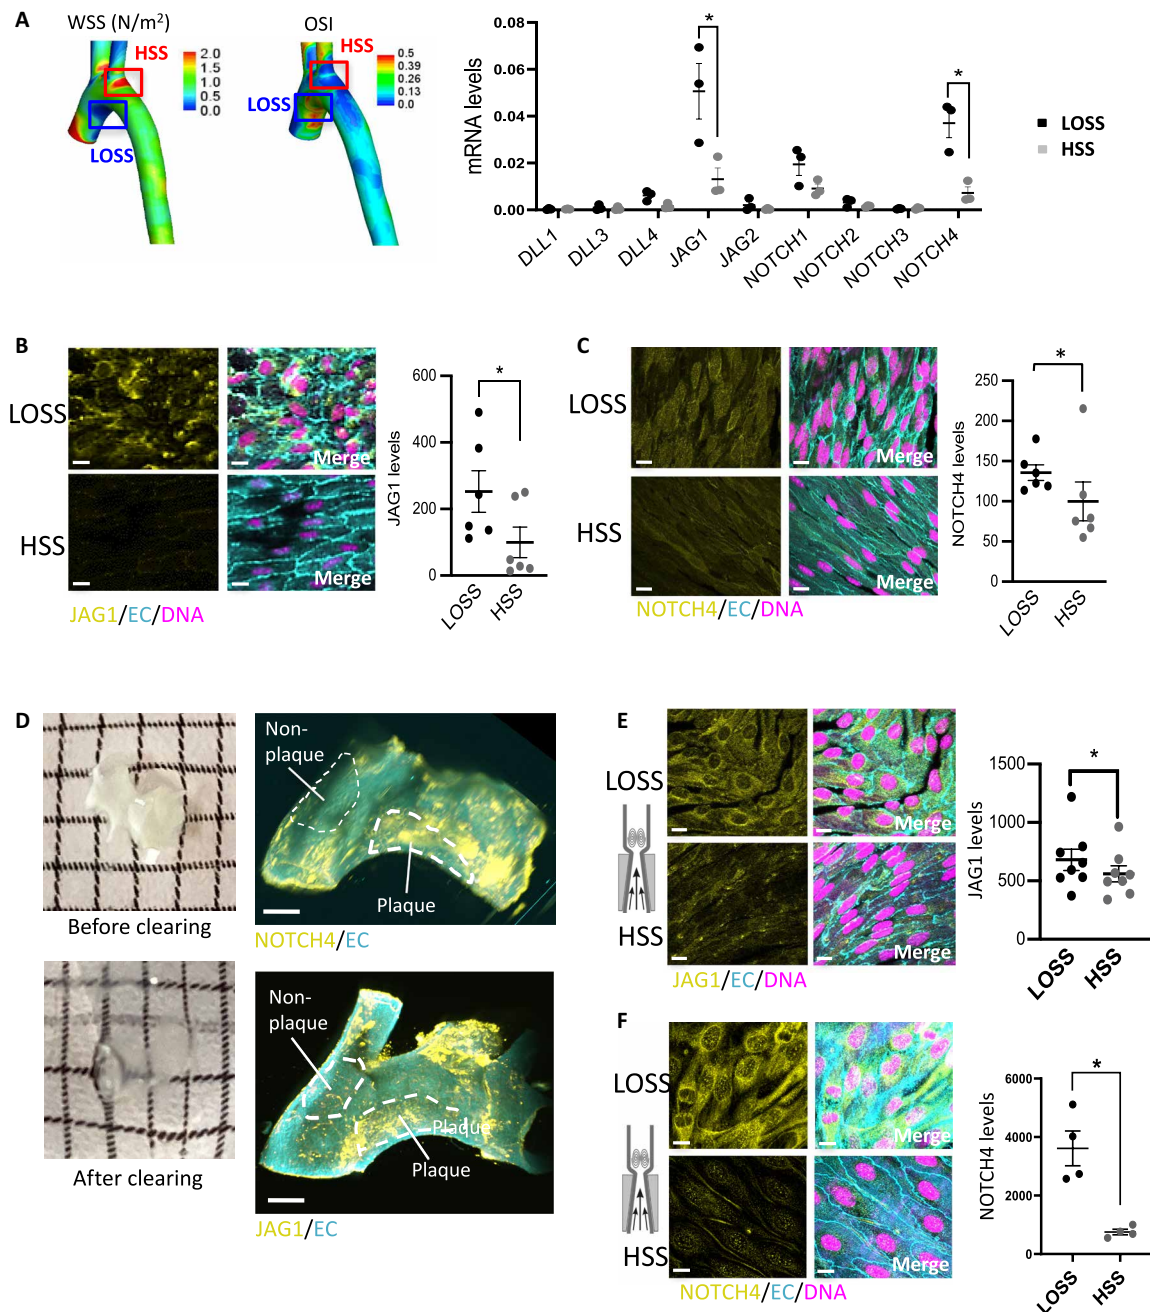 A
WSS (N/m²)
OSI
HSS
HSS
LOSS
LOSS
2.0
1.5
1.0
0.5
0.0
0.5
0.39
0.26
0.13
0.0
mRNA levels
0.08
0.06
0.04
0.02
0.00
*
*
DLL1
DLL3
DLL4
JAG1
JAG2
NOTCH1
NOTCH2
NOTCH3
NOTCH4
LOSS
HSS
B
LOSS
HSS
Merge
Merge
JAG1/EC/DNA
JAG1 levels
600
400
200
0
*
LOSS
HSS
C
LOSS
HSS
Merge
Merge
NOTCH4/EC/DNA
NOTCH4 levels
250
200
150
100
50
0
*
LOSS
HSS
D
Before clearing
After clearing
Non-
plaque
Plaque
NOTCH4/EC
Non-
plaque
Plaque
Plaque
JAG1/EC
E
LOSS
HSS
Merge
Merge
JAG1/EC/DNA
JAG1 levels
1500
1000
500
0
*
LOSS
HSS
F
LOSS
HSS
Merge
Merge
NOTCH4/EC/DNA
NOTCH4 levels
6000
4000
2000
0
*
LOSS
HSS